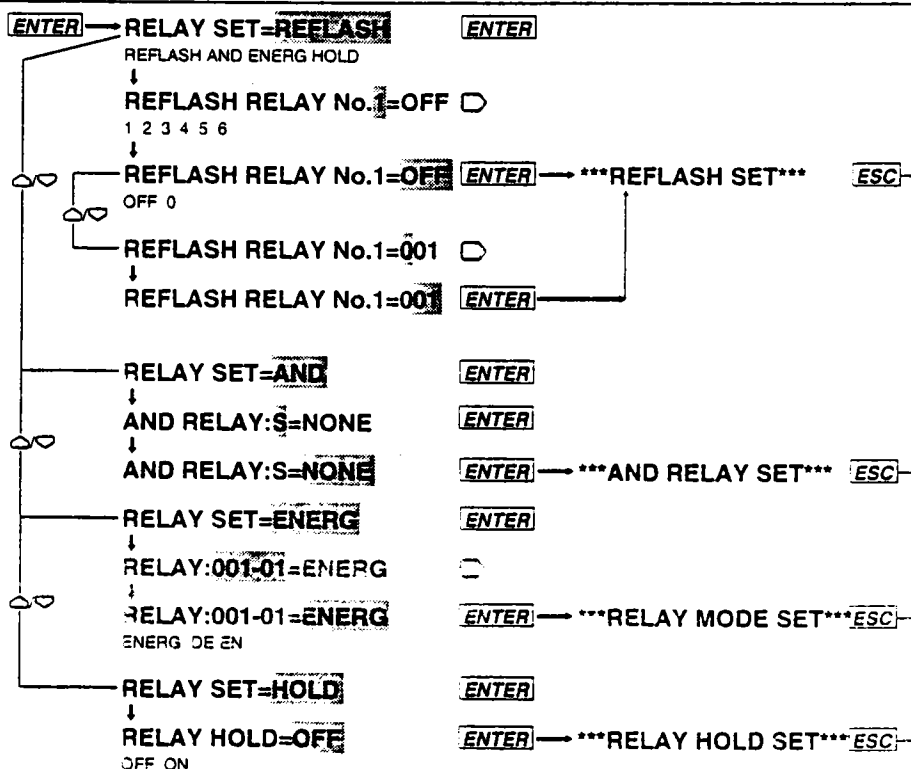 ENTER RELAY SET=REFLASH ENTER
REFLASH AND ENERG HOLD
REFLASH RELAY No.1=OFF
1 2 3 4 5 6
REFLASH RELAY No.1=OFF ENTER ***REFLASH SET*** ESC
OFF 0
REFLASH RELAY No.1=001
REFLASH RELAY No.1=001 ENTER
RELAY SET=AND ENTER
AND RELAY:S=NONE ENTER
AND RELAY:S=NONE ENTER ***AND RELAY SET*** ESC
RELAY SET=ENERG ENTER
RELAY:001-01=ENERG
RELAY:001-01=ENERG ENTER ***RELAY MODE SET*** ESC
ENERG DE EN
RELAY SET=HOLD ENTER
RELAY HOLD=OFF ENTER ***RELAY HOLD SET*** ESC
OFF ON